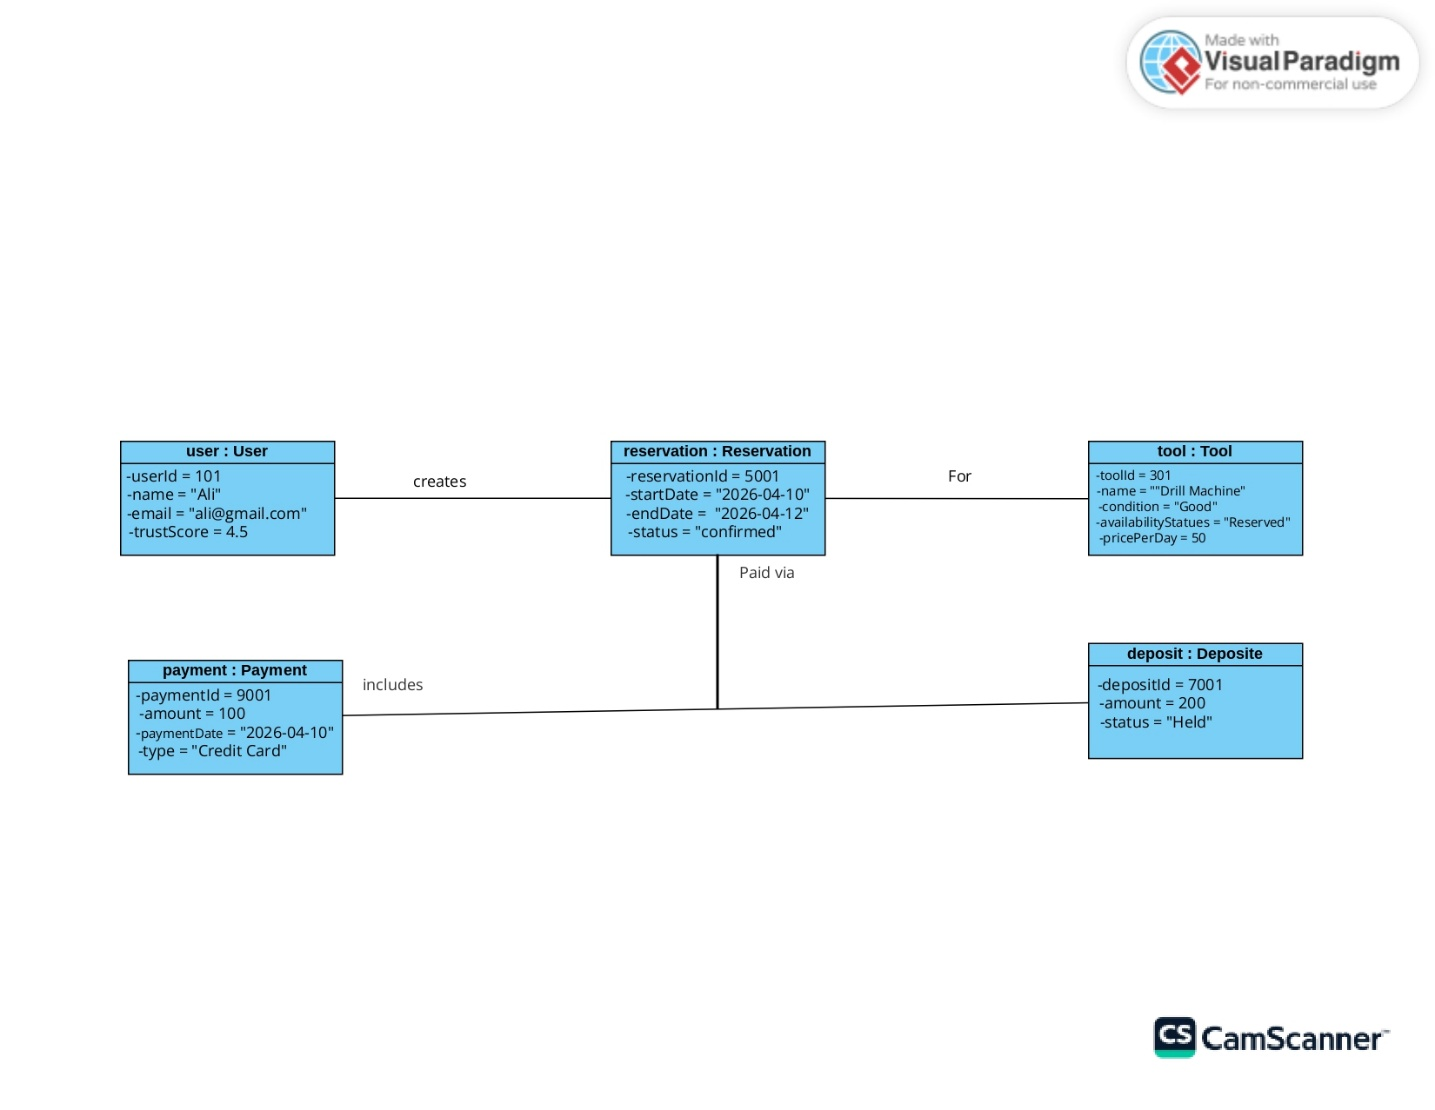 Made with
Visual Paradigm
For non-commercial use
user : User
-userId = 101
-name = "Ali"
-email = "ali@gmail.com"
-trustScore = 4.5
creates
reservation : Reservation
-reservationId = 5001
-startDate = "2026-04-10"
-endDate = "2026-04-12"
-status = "confirmed"
For
tool : Tool
-toolId = 301
-name = ""Drill Machine"
-condition = "Good"
-availabilityStatues = "Reserved"
-pricePerDay = 50
Paid via
payment : Payment
-paymentId = 9001
-amount = 100
-paymentDate = "2026-04-10"
-type = "Credit Card"
includes
deposit : Deposite
-depositId = 7001
-amount = 200
-status = "Held"
CS CamScanner